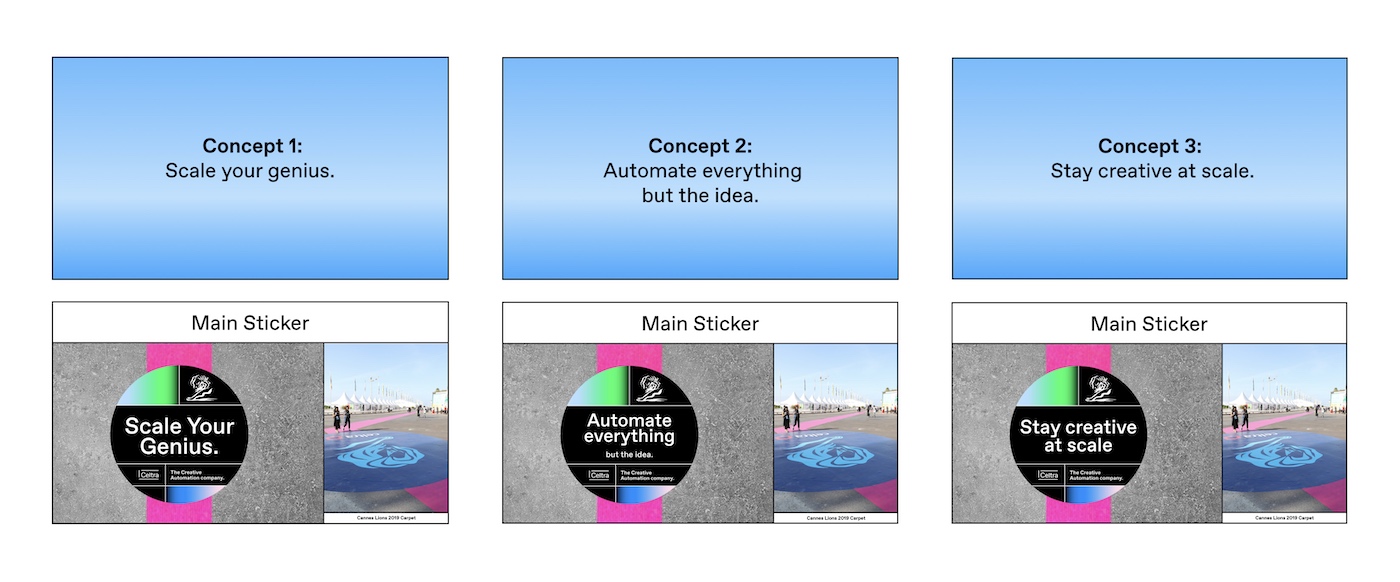 Concept 1:
Scale your genius.
Concept 2:
Automate everything
but the idea.
Concept 3:
Stay creative at scale.
Main Sticker
Scale Your
Genius.
Celtra
The Creative
Automation company.
Cannes Lions 2019 Carpet
Main Sticker
Automate
everything
but the idea.
Celtra
The Creative
Automation company.
Cannes Lions 2019 Carpet
Main Sticker
Stay creative
at scale
Celtra
The Creative
Automation company.
Cannes Lions 2019 Carpet